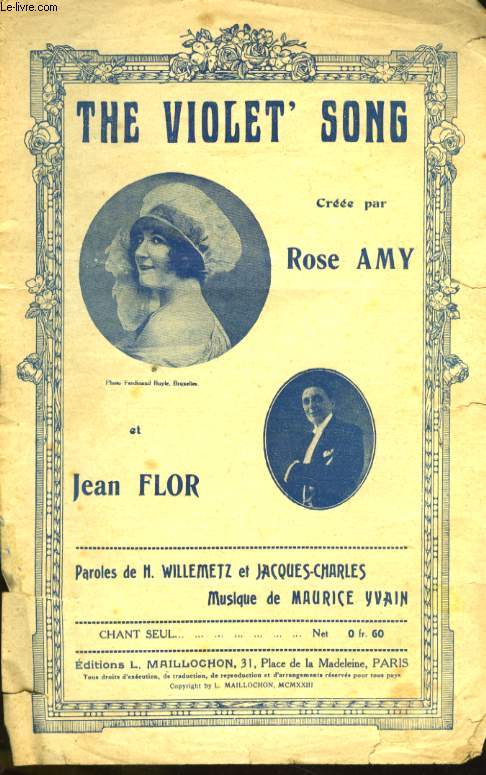 Le-livre.com
THE VIOLET' SONG
Créée par
Rose AMY
Photo Ferdinand Buyle, Bruxelles.
et
Jean FLOR
Paroles de H. WILLEMETZ et JACQUES-CHARLES
Musique de MAURICE YVAIN
CHANT SEUL... ... ... ... ... ... ... Net 0 fr. 60
Éditions L. MAILLOCHON, 31, Place de la Madeleine, PARIS
Tous droits d'exécution, de traduction, de reproduction et d'arrangements réservés pour tous pays
Copyright by L. MAILLOCHON, MCMXXIII